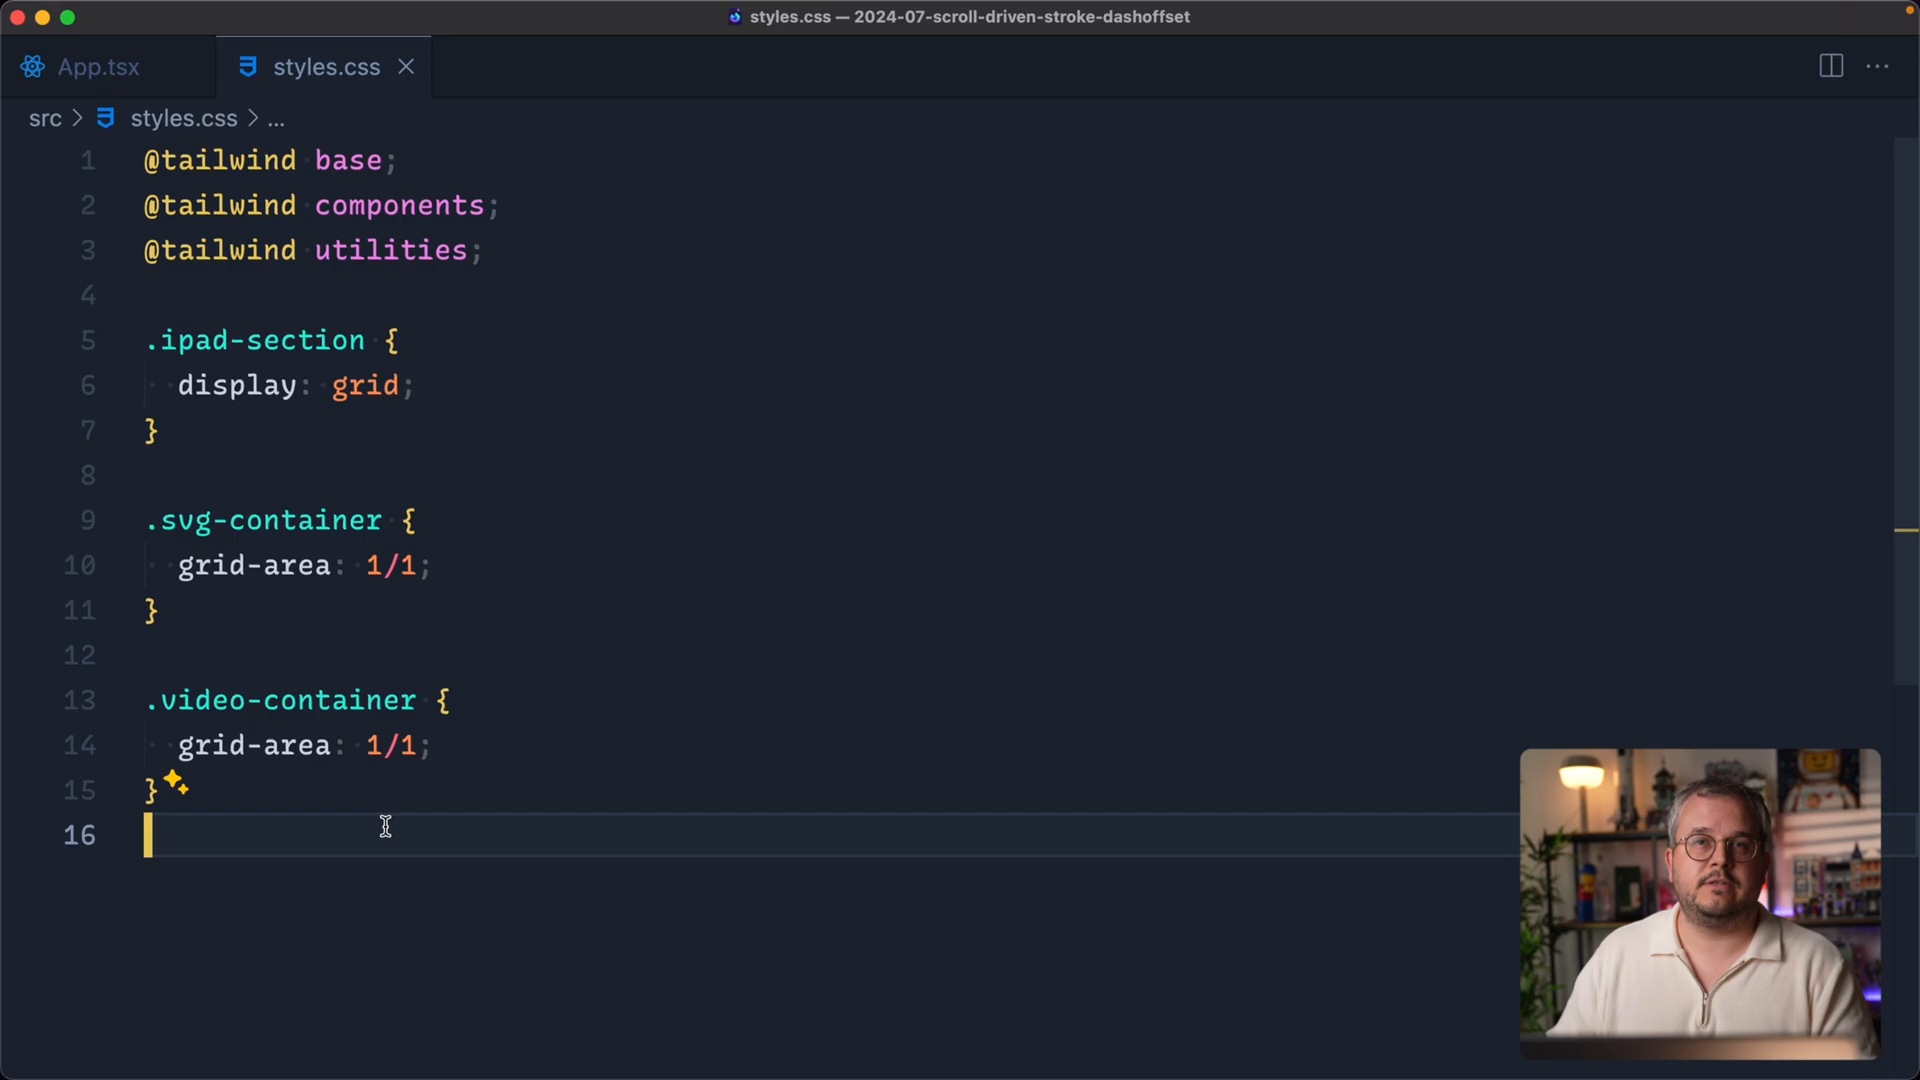 styles.css — 2024-07-scroll-driven-stroke-dashoffset
App.tsx styles.css
src > styles.css > ...
1 @tailwind base;
2 @tailwind components;
3 @tailwind utilities;
4
5 .ipad-section {
6 display: grid;
7 }
8
9 .svg-container {
10 grid-area: 1/1;
11 }
12
13 .video-container {
14 grid-area: 1/1;
15 }
16